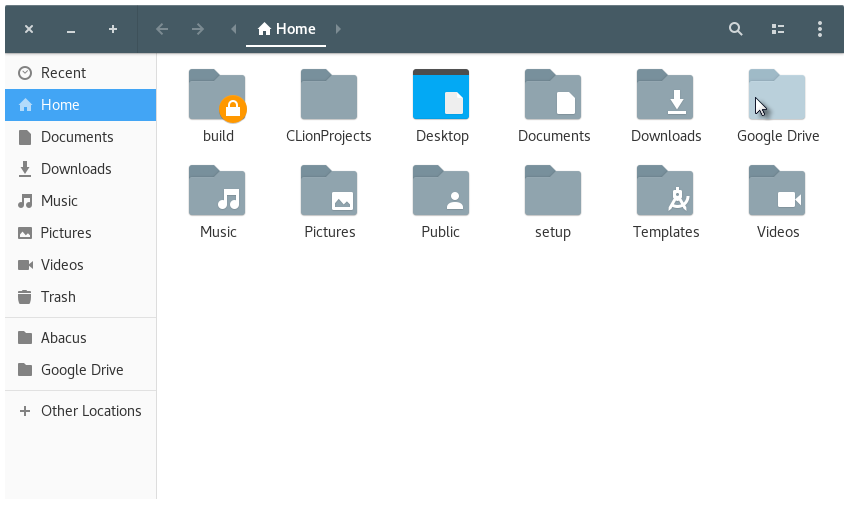 Home
Recent
Home
Documents
Downloads
Music
Pictures
Videos
Trash
Abacus
Google Drive
Other Locations
build CLionProjects Desktop Documents Downloads Google Drive
Music Pictures Public setup Templates Videos